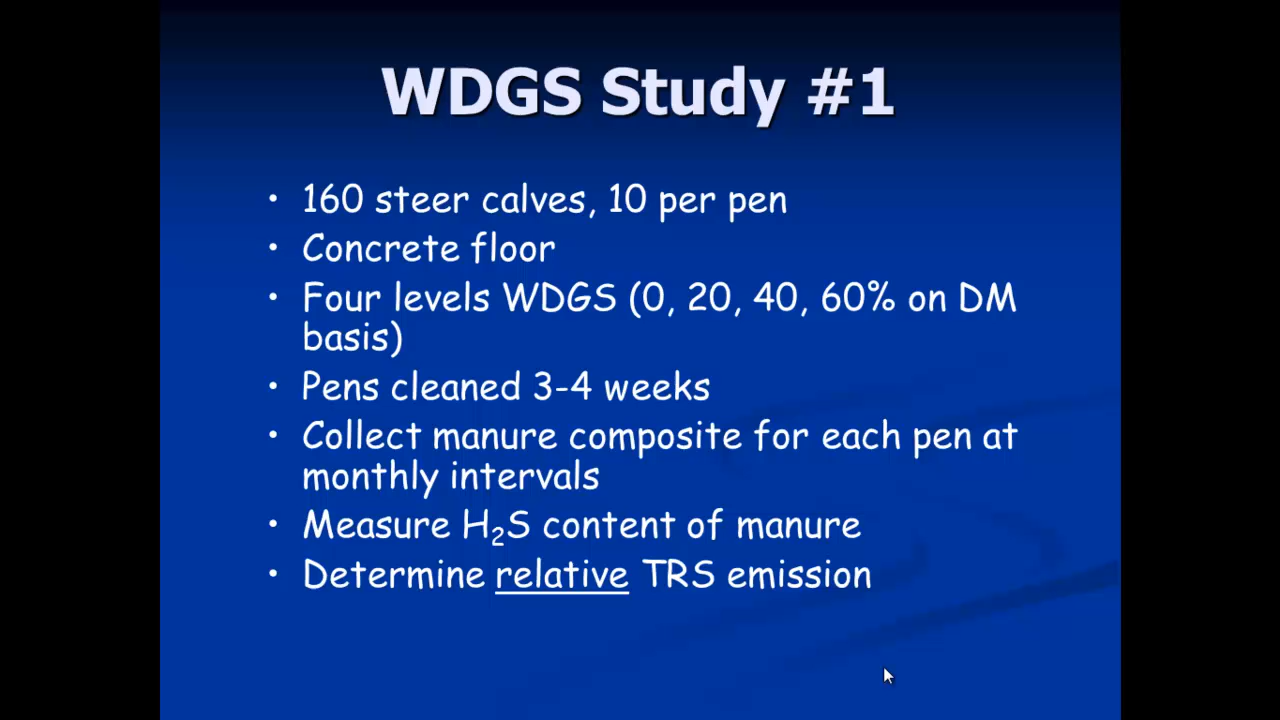 WDGS Study #1
• 160 steer calves, 10 per pen
• Concrete floor
• Four levels WDGS (0, 20, 40, 60% on DM
basis)
• Pens cleaned 3-4 weeks
• Collect manure composite for each pen at
monthly intervals
• Measure H₂S content of manure
• Determine relative TRS emission